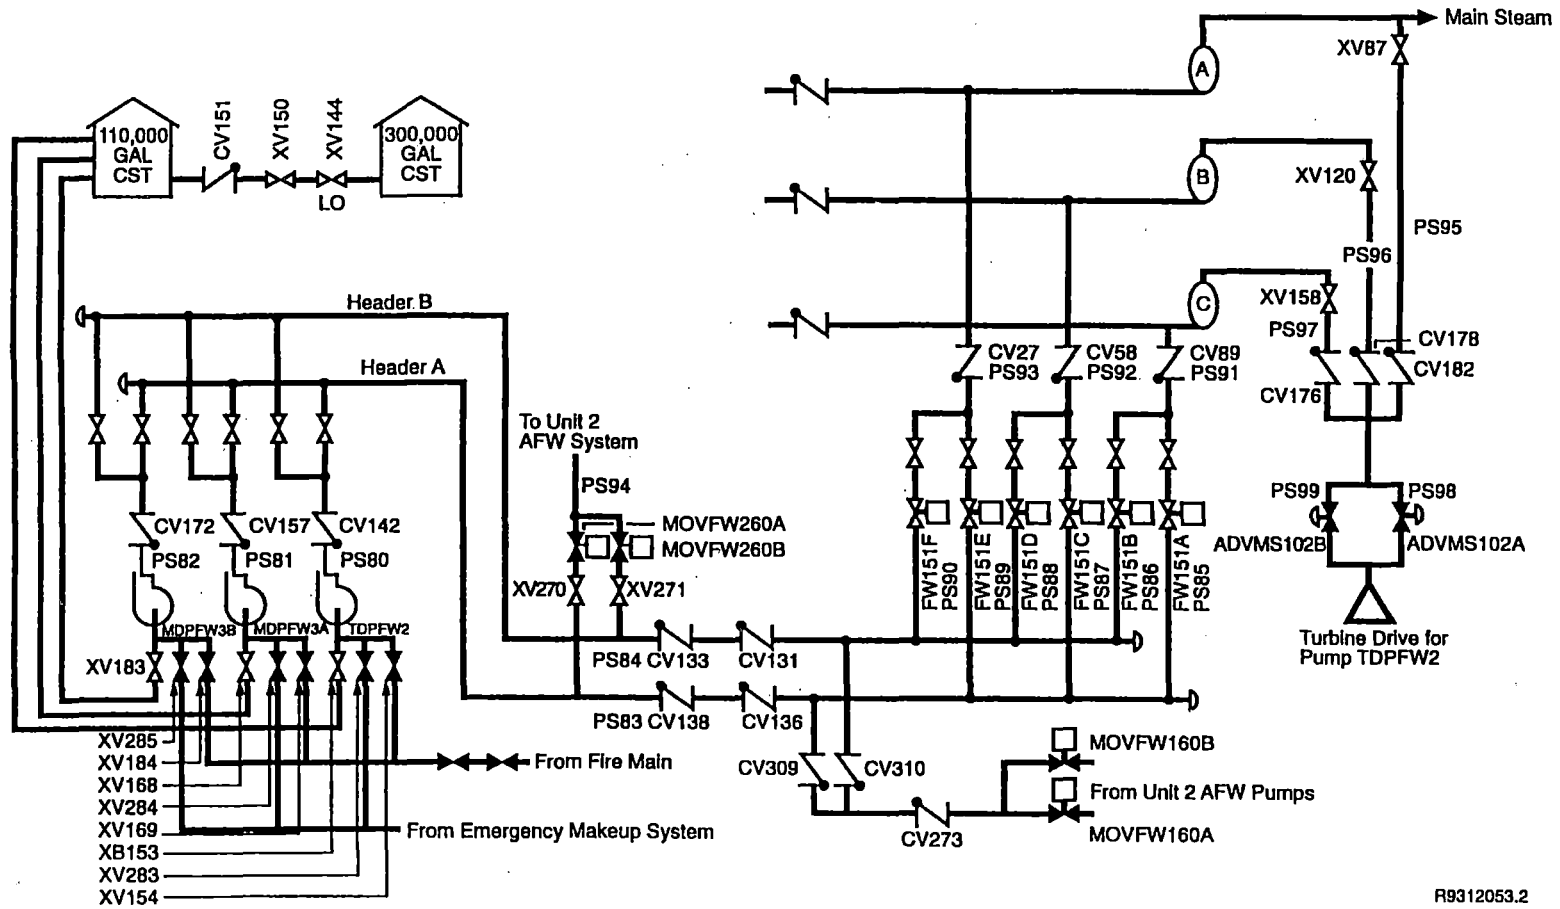 Main Steam
XV87
A
110,000
GAL
CST
CV151
XV150
XV144
LO
300,000
GAL
CST
B
XV120
PS95
PS96
C
XV158
PS97
CV178
CV182
CV176
Header B
Header A
CV27
PS93
CV58
PS92
CV89
PS91
To Unit 2
AFW System
PS94
MOVFW260A
MOVFW260B
XV270
XV271
CV172
CV157
CV142
PS82
PS81
PS80
FW151F
PS90
FW151E
PS89
FW151D
PS88
FW151C
PS87
FW151B
PS86
FW151A
PS85
PS99
PS98
ADVMS102B
ADVMS102A
Turbine Drive for
Pump TDPFW2
MDPFW3B
MDPFW3A
TDPFW2
XV183
PS84
CV133
CV131
PS83
CV138
CV136
XV285
XV184
XV168
XV284
XV169
XB153
XV283
XV154
From Fire Main
From Emergency Makeup System
CV309
CV310
CV273
MOVFW160B
From Unit 2 AFW Pumps
MOVFW160A
R9312053.2